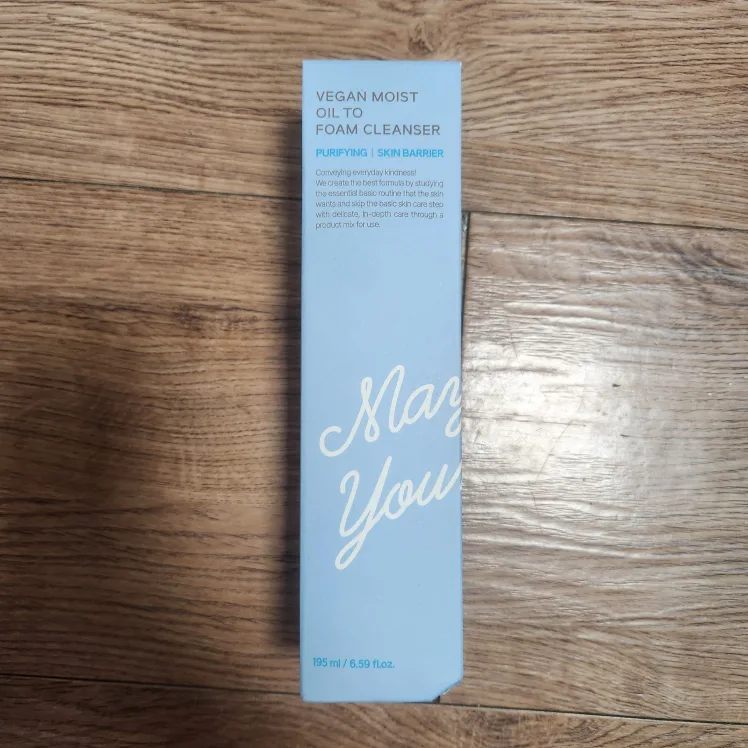 VEGAN MOIST
OIL TO
FOAM CLEANSER
PURIFYING | SKIN BARRIER
Conveying everyday kindness!
We create the best formula by studying
the essential basic routine that the skin
wants and skip the basic skin care step
with delicate, in-depth care through a
product mix for use.
May
You
195 ml / 6.59 fl.oz.